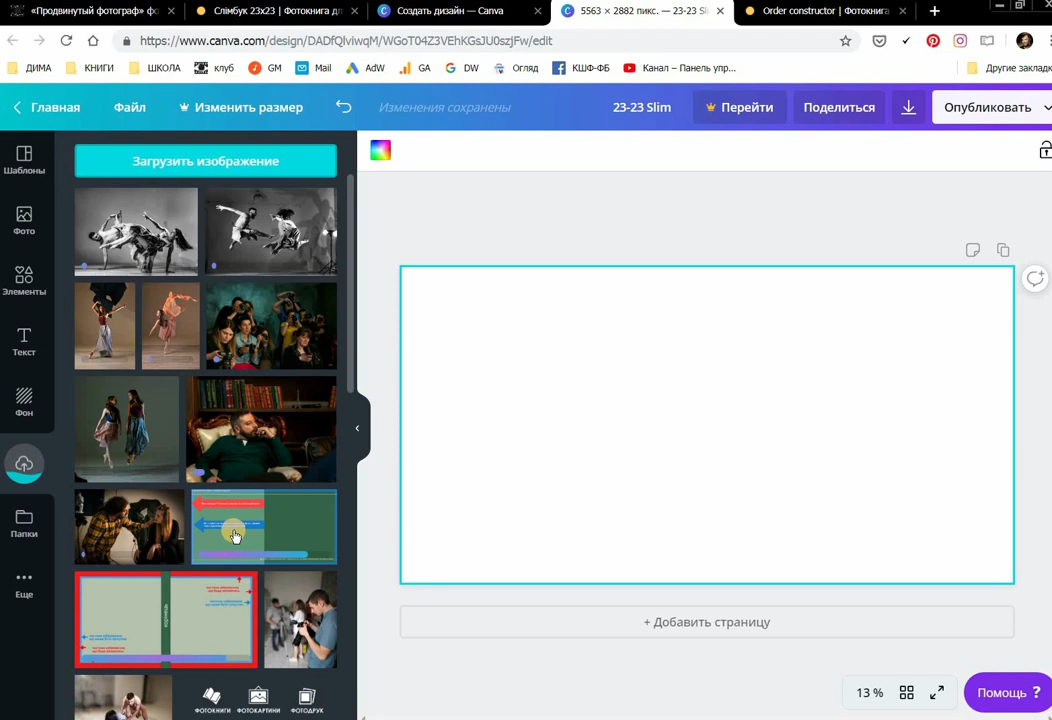 «Продвинутый фотограф» фо
Слімбук 23х23 | Фотокнига дл
Создать дизайн — Canva
5563 × 2882 пикс. — 23-23 Sli
Order constructor | Фотокнига
https://www.canva.com/design/DADfQlviwqM/WGoT04Z3VEhKGsJU0szjFw/edit
ДИМА
КНИГИ
ШКОЛА
клуб
GM
Mail
AdW
GA
DW
Огляд
КШФ-ФБ
Канал – Панель упр...
Другие закладк
Главная
Файл
Изменить размер
Изменения сохранены
23-23 Slim
Перейти
Поделиться
Опубликовать
Шаблоны
Фото
Элементы
Текст
Фон
Папки
Еще
Загрузить изображение
ФОТОКНИГИ
ФОТОКАРТИНИ
ФОТОДРУК
+ Добавить страницу
13 %
Помощь ?